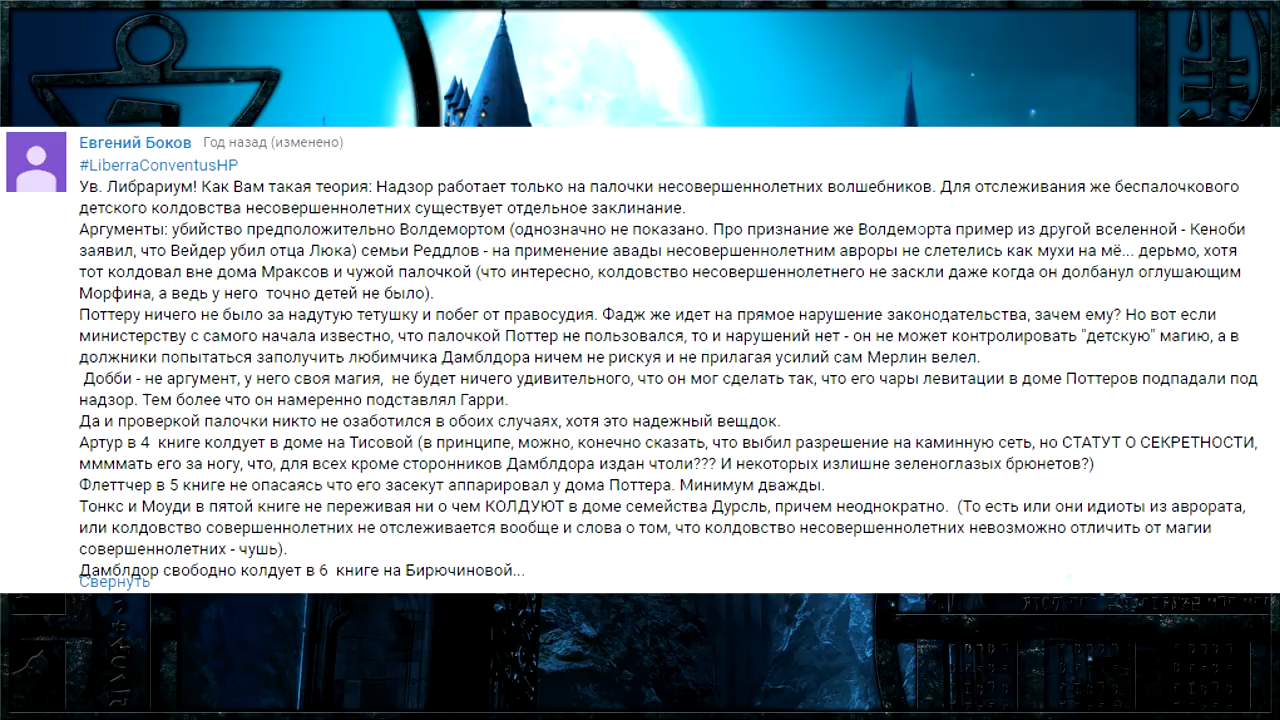 Евгений Боков Год назад (изменено)
#LiberraConventusHP
Ув. Либрариум! Как Вам такая теория: Надзор работает только на палочки несовершеннолетних волшебников. Для отслеживания же беспалочкового
детского колдовства несовершеннолетних существует отдельное заклинание.
Аргументы: убийство предположительно Волдемортом (однозначно не показано. Про признание же Волдеморта пример из другой вселенной - Кеноби
заявил, что Вейдер убил отца Люка) семьи Реддлов - на применение авады несовершеннолетним авроры не слетелись как мухи на мё... дерьмо, хотя
тот колдовал вне дома Мраксов и чужой палочкой (что интересно, колдовство несовершеннолетнего не заскли даже когда он долбанул оглушающим
Морфина, а ведь у него точно детей не было).
Поттеру ничего не было за надутую тетушку и побег от правосудия. Фадж же идет на прямое нарушение законодательства, зачем ему? Но вот если
министерству с самого начала известно, что палочкой Поттер не пользовался, то и нарушений нет - он не может контролировать "детскую" магию, а в
должники попытаться заполучить любимчика Дамблдора ничем не рискуя и не прилагая усилий сам Мерлин велел.
Добби - не аргумент, у него своя магия, не будет ничего удивительного, что он мог сделать так, что его чары левитации в доме Поттеров подпадали под
надзор. Тем более что он намеренно подставлял Гарри.
Да и проверкой палочки никто не озаботился в обоих случаях, хотя это надежный вещдок.
Артур в 4 книге колдует в доме на Тисовой (в принципе, можно, конечно сказать, что выбил разрешение на каминную сеть, но СТАТУТ О СЕКРЕТНОСТИ,
ммммать его за ногу, что, для всех кроме сторонников Дамблдора издан чтоли??? И некоторых излишне зеленоглазых брюнетов?)
Флеттчер в 5 книге не опасаясь что его засекут аппарировал у дома Поттера. Минимум дважды.
Тонкс и Моуди в пятой книге не переживая ни о чем КОЛДУЮТ в доме семейства Дурсль, причем неоднократно. (То есть или они идиоты из аврората,
или колдовство совершеннолетних не отслеживается вообще и слова о том, что колдовство несовершеннолетних невозможно отличить от магии
совершеннолетних - чушь).
Дамблдор свободно колдует в 6 книге на Бирючиновой...
Свернуть